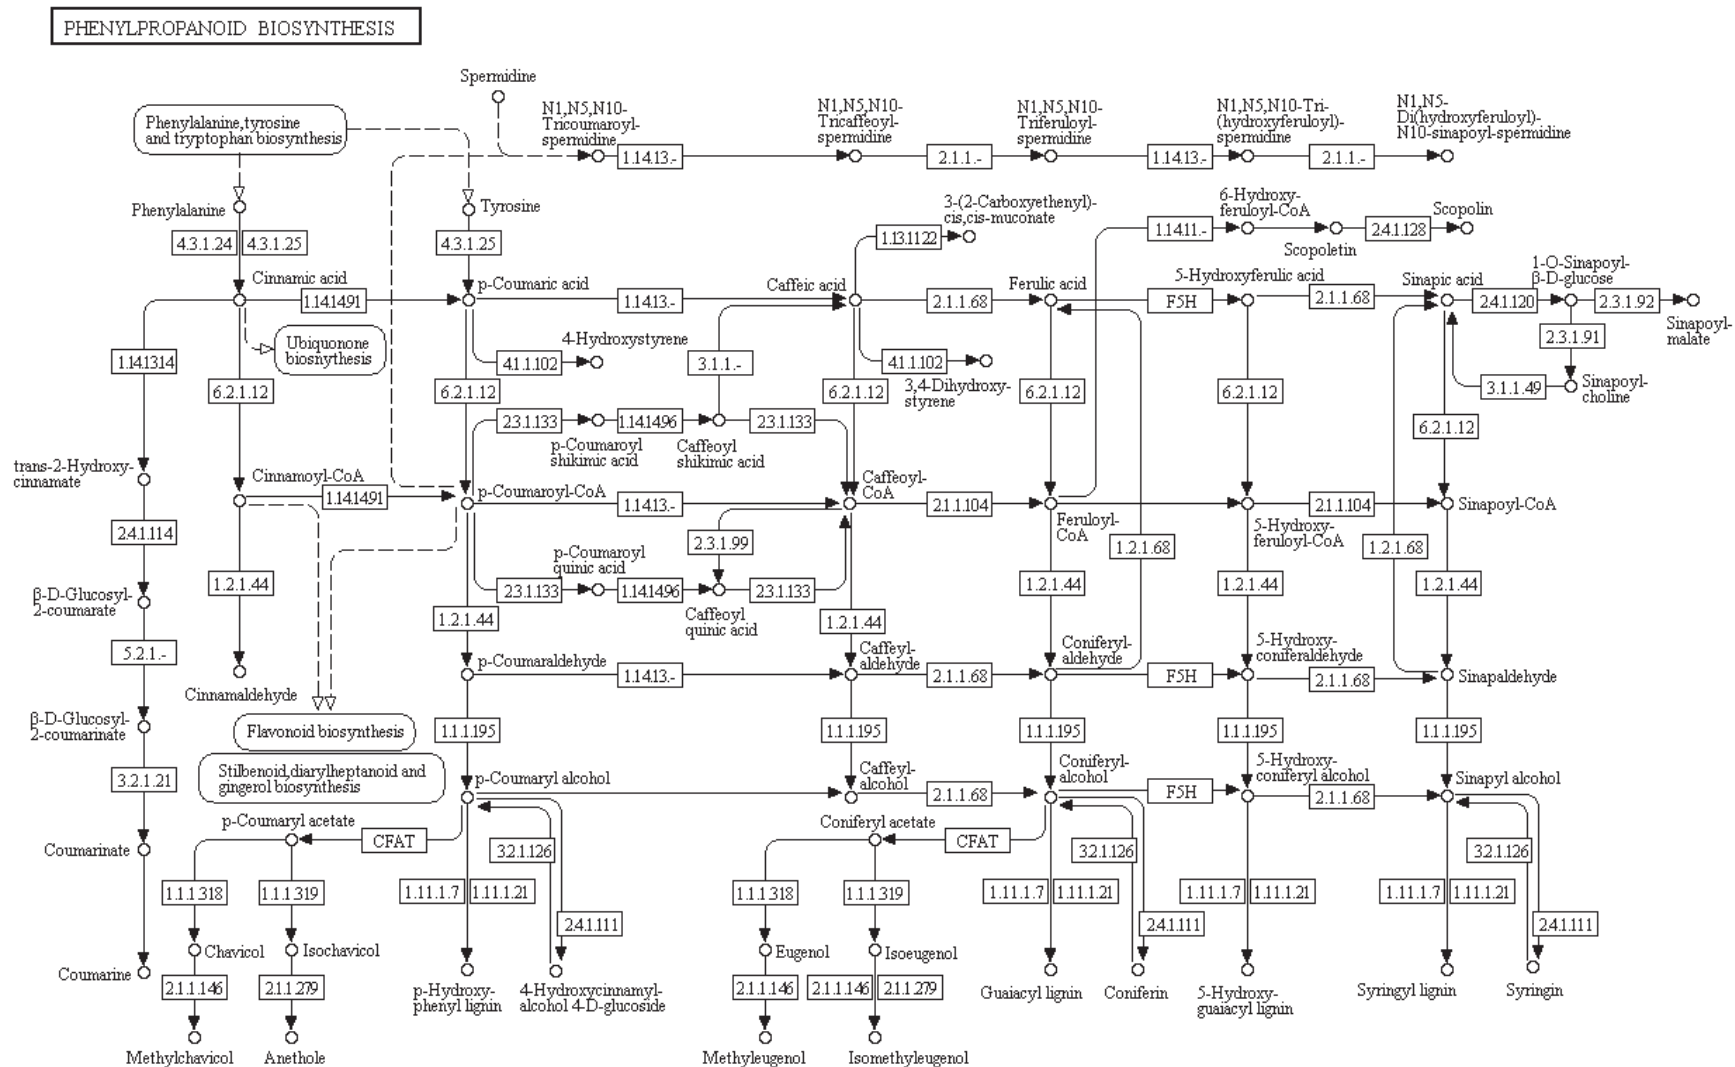 PHENYLPROPANOID BIOSYNTHESIS
Spermidine
Phenylalanine,tyrosine
and tryptophan biosynthesis
N1,N5,N10-
Tricoumaroyl-
spermidine
1.14.13.-
N1,N5,N10-
Tricaffeoyl-
spermidine
2.1.1.-
N1,N5,N10-
Triferuloyl-
spermidine
1.14.13.-
N1,N5,N10-Tri-
(hydroxyferuloyl)-
spermidine
2.1.1.-
N1,N5-
Di(hydroxyferuloyl)-
N10-sinapoyl-spermidine
Phenylalanine
Tyrosine
4.3.1.24
4.3.1.25
4.3.1.25
3-(2-Carboxyethenyl)-
cis,cis-muconate
1.13.11.22
6-Hydroxy-
feruloyl-CoA
1.14.11.-
Scopoletin
2.4.1.128
Scopolin
Cinnamic acid
1.14.14.91
p-Coumaric acid
1.14.13.-
Caffeic acid
2.1.1.68
Ferulic acid
F5H
5-Hydroxyferulic acid
2.1.1.68
Sinapic acid
2.4.1.120
1-O-Sinapoyl-
β-D-glucose
2.3.1.92
Sinapoyl-
malate
2.3.1.91
3.1.1.49
Sinapoyl-
choline
Ubiquonone
biosnythesis
4-Hydroxystyrene
4.1.1.102
3.1.1.-
4.1.1.102
3,4-Dihydroxy-
styrene
1.14.13.14
6.2.1.12
6.2.1.12
6.2.1.12
6.2.1.12
6.2.1.12
6.2.1.12
2.3.1.133
1.14.14.96
2.3.1.133
p-Coumaroyl
shikimic acid
Caffeoyl
shikimic acid
trans-2-Hydroxy-
cinnamate
Cinnamoyl-CoA
1.14.14.91
p-Coumaroyl-CoA
1.14.13.-
Caffeoyl-
CoA
2.1.1.104
Feruloyl-
CoA
5-Hydroxy-
feruloyl-CoA
2.1.1.104
Sinapoyl-CoA
2.4.1.114
2.3.1.99
1.2.1.68
1.2.1.68
p-Coumaroyl
quinic acid
2.3.1.133
1.14.14.96
2.3.1.133
Caffeoyl
quinic acid
β-D-Glucosyl-
2-coumarate
1.2.1.44
1.2.1.44
1.2.1.44
1.2.1.44
1.2.1.44
1.2.1.44
5.2.1.-
Cinnamaldehyde
p-Coumaraldehyde
1.14.13.-
Caffeyl-
aldehyde
2.1.1.68
Coniferyl-
aldehyde
F5H
5-Hydroxy-
coniferaldehyde
2.1.1.68
Sinapaldehyde
β-D-Glucosyl-
2-coumarinate
Flavonoid biosynthesis
Stilbenoid,diarylheptanoid and
gingerol biosynthesis
1.1.1.195
1.1.1.195
1.1.1.195
1.1.1.195
1.1.1.195
3.2.1.21
p-Coumaryl alcohol
Caffeyl-
alcohol
2.1.1.68
Coniferyl-
alcohol
F5H
5-Hydroxy-
coniferyl alcohol
2.1.1.68
Sinapyl alcohol
Coumarinate
p-Coumaryl acetate
CFAT
Coniferyl acetate
CFAT
3.2.1.126
3.2.1.126
3.2.1.126
1.1.1.318
1.1.1.319
1.11.1.7
1.11.1.21
2.4.1.111
1.1.1.318
1.1.1.319
1.11.1.7
1.11.1.21
2.4.1.111
1.11.1.7
1.11.1.21
1.11.1.7
1.11.1.21
2.4.1.111
Coumarine
Chavicol
Isochavicol
Eugenol
Isoeugenol
2.1.1.146
2.1.1.279
2.1.1.146
2.1.1.146
2.1.1.279
p-Hydroxy-
phenyl lignin
4-Hydroxycinnamyl-
alcohol 4-D-glucoside
Guaiacyl lignin
Coniferin
5-Hydroxy-
guaiacyl lignin
Syringyl lignin
Syringin
Methylchavicol
Anethole
Methyleugenol
Isomethyleugenol